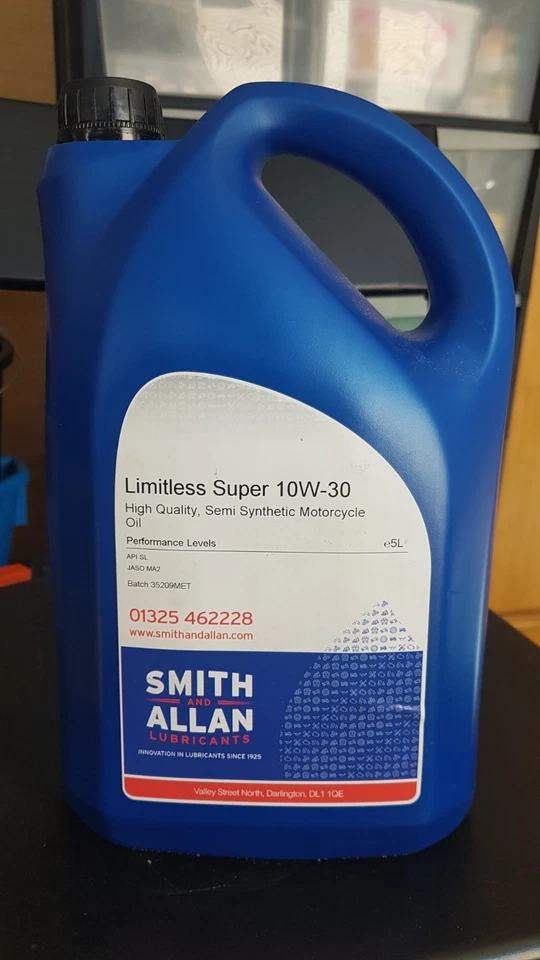 Limitless Super 10W-30
High Quality, Semi Synthetic Motorcycle
Oil
Performance Levels ℮5L
API SL
JASO MA2
Batch:35209MET
01325 462228
www.smithandallan.com
SMITH
AND
ALLAN
LUBRICANTS
INNOVATION IN LUBRICANTS SINCE 1925
Valley Street North, Darlington, DL1 1QE